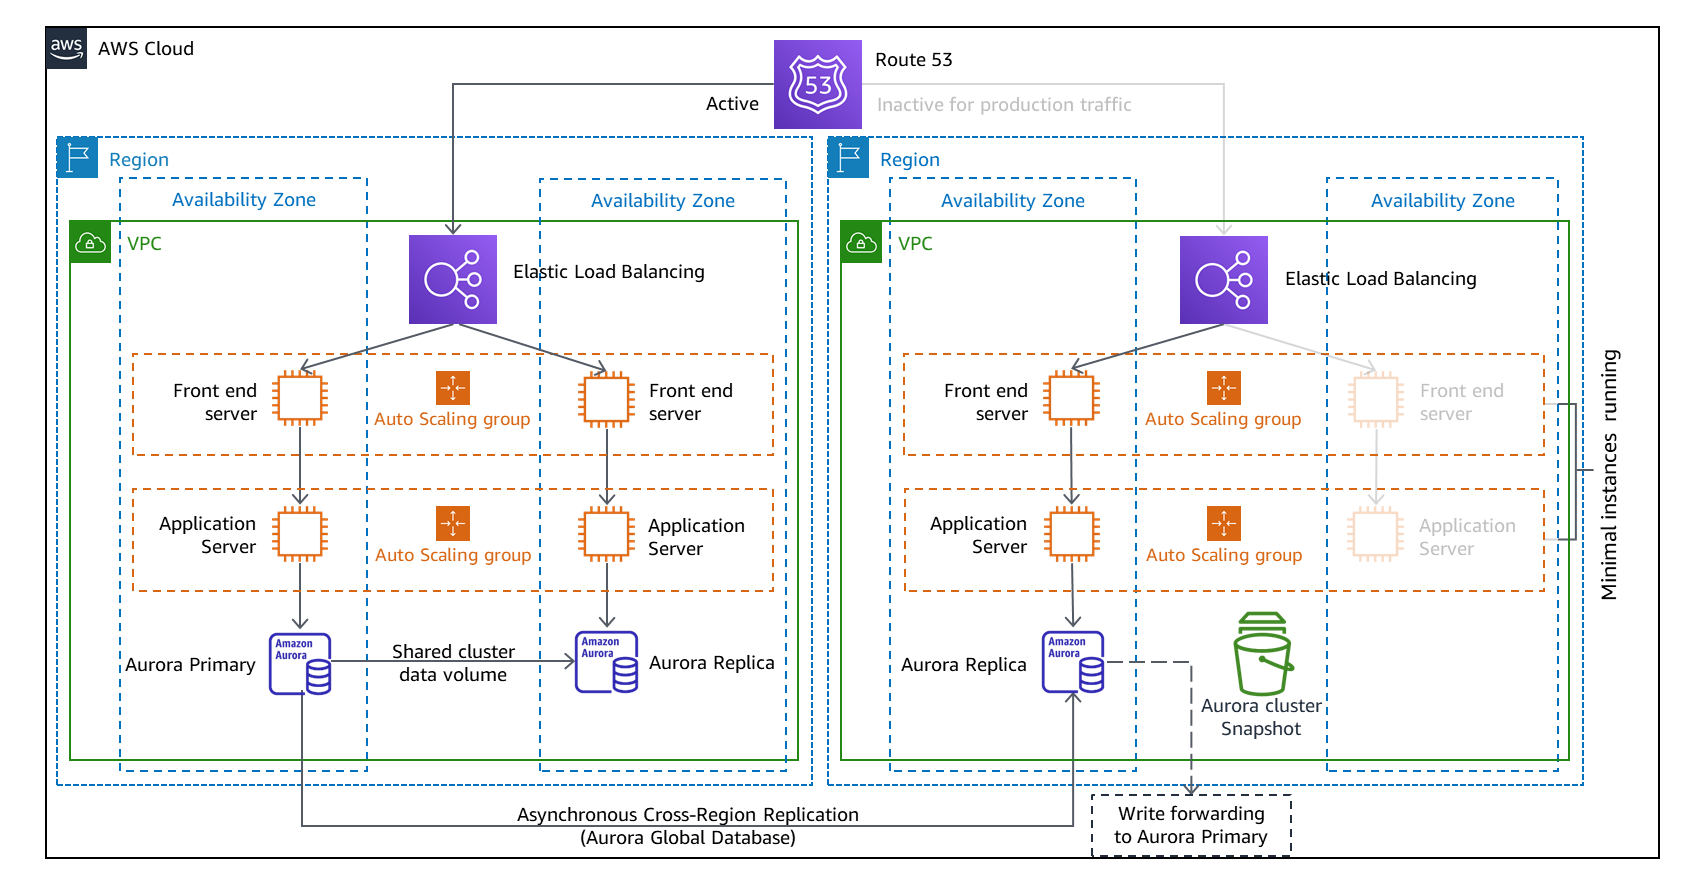 aws
AWS Cloud
53
Route 53
Active
Inactive for production traffic
Region
Availability Zone
Availability Zone
VPC
Elastic Load Balancing
Front end
server
Auto Scaling group
Front end
server
Application
Server
Auto Scaling group
Application
Server
Aurora Primary
Amazon
Aurora
Shared cluster
data volume
Amazon
Aurora
Aurora Replica
Region
Availability Zone
Availability Zone
VPC
Elastic Load Balancing
Front end
server
Auto Scaling group
Front end
server
Application
Server
Auto Scaling group
Application
Server
Minimal instances running
Aurora Replica
Amazon
Aurora
Aurora cluster
Snapshot
Asynchronous Cross-Region Replication
(Aurora Global Database)
Write forwarding
to Aurora Primary